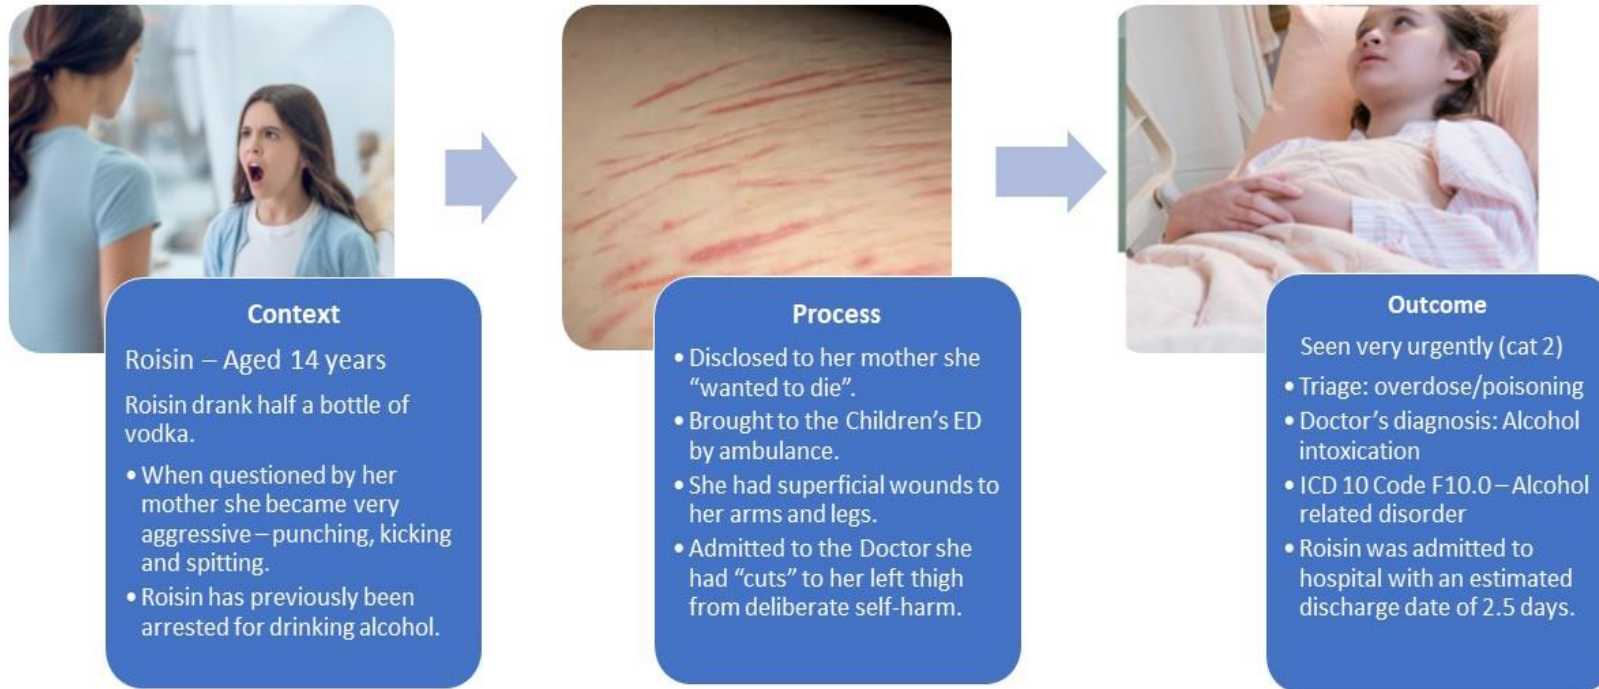 Context
Roisin – Aged 14 years
Roisin drank half a bottle of
vodka.
• When questioned by her
mother she became very
aggressive – punching, kicking
and spitting.
• Roisin has previously been
arrested for drinking alcohol.
Process
• Disclosed to her mother she
“wanted to die”.
• Brought to the Children’s ED
by ambulance.
• She had superficial wounds to
her arms and legs.
• Admitted to the Doctor she
had “cuts” to her left thigh
from deliberate self-harm.
Outcome
Seen very urgently (cat 2)
• Triage: overdose/poisoning
• Doctor’s diagnosis: Alcohol
intoxication
• ICD 10 Code F10.0 – Alcohol
related disorder
• Roisin was admitted to
hospital with an estimated
discharge date of 2.5 days.